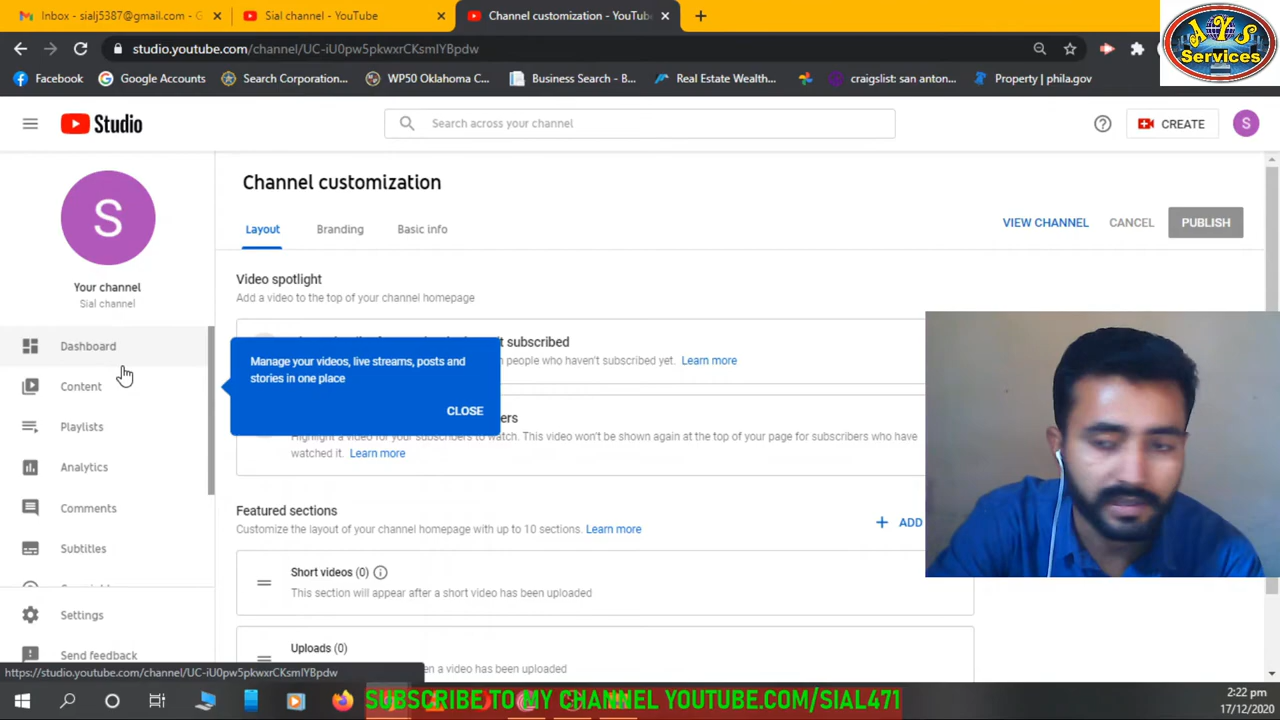 Inbox - sialj5387@gmail.com - G
Sial channel - YouTube
Channel customization - YouTub
studio.youtube.com/channel/UC-iU0pw5pkwxrCKsmIYBpdw
Facebook
Google Accounts
Search Corporation...
WP50 Oklahoma C...
Business Search - B...
Real Estate Wealth...
craigslist: san anton...
Property | phila.gov
AYS
Services
Studio
Search across your channel
CREATE
S
S
Your channel
Sial channel
Dashboard
Content
Playlists
Analytics
Comments
Subtitles
Settings
Send feedback
Channel customization
Layout
Branding
Basic info
VIEW CHANNEL
CANCEL
PUBLISH
Video spotlight
Add a video to the top of your channel homepage
t subscribed
people who haven't subscribed yet. Learn more
Manage your videos, live streams, posts and
stories in one place
CLOSE
ers
Highlight a video for your subscribers to watch. This video won't be shown again at the top of your page for subscribers who have
watched it. Learn more
Featured sections
Customize the layout of your channel homepage with up to 10 sections. Learn more
ADD
Short videos (0)
This section will appear after a short video has been uploaded
Uploads (0)
n a video has been uploaded
https://studio.youtube.com/channel/UC-iU0pw5pkwxrCKsmIYBpdw
SUBSCRIBE TO MY CHANNEL YOUTUBE.COM/SIAL471
2:22 pm
17/12/2020